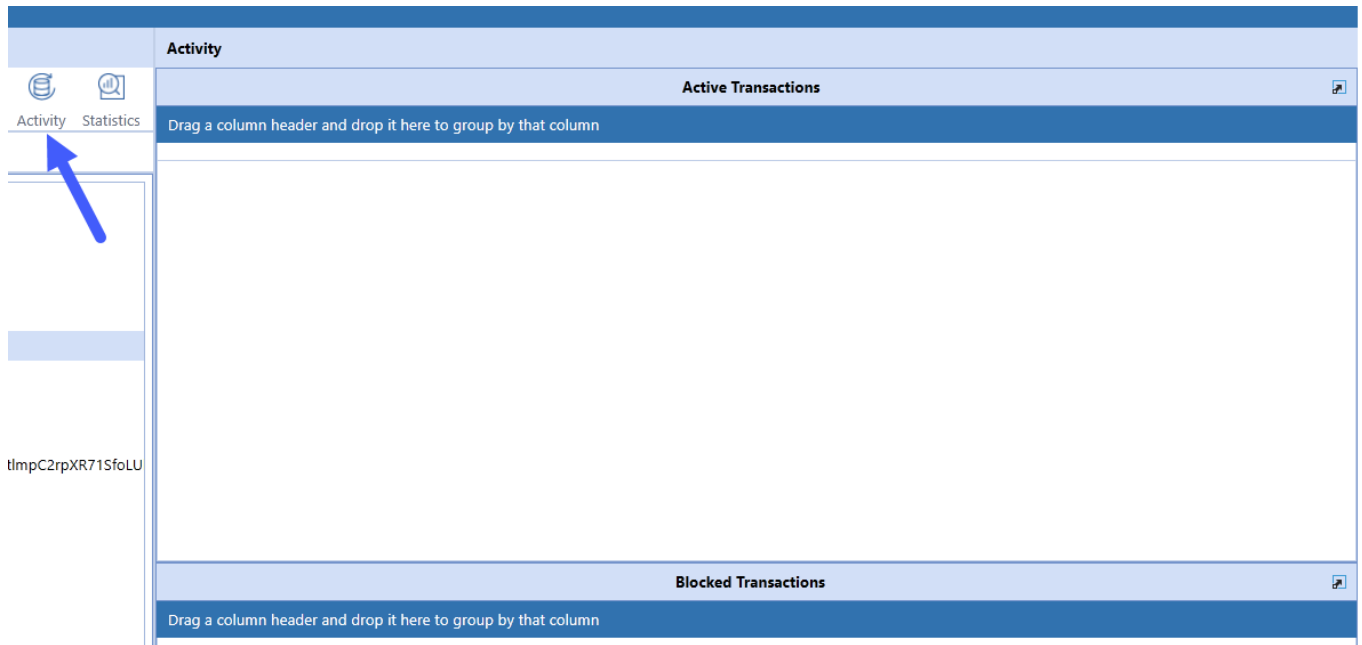 Activity
Active Transactions
Activity Statistics
Drag a column header and drop it here to group by that column
tlmpC2rpXR71SfoLU
Blocked Transactions
Drag a column header and drop it here to group by that column